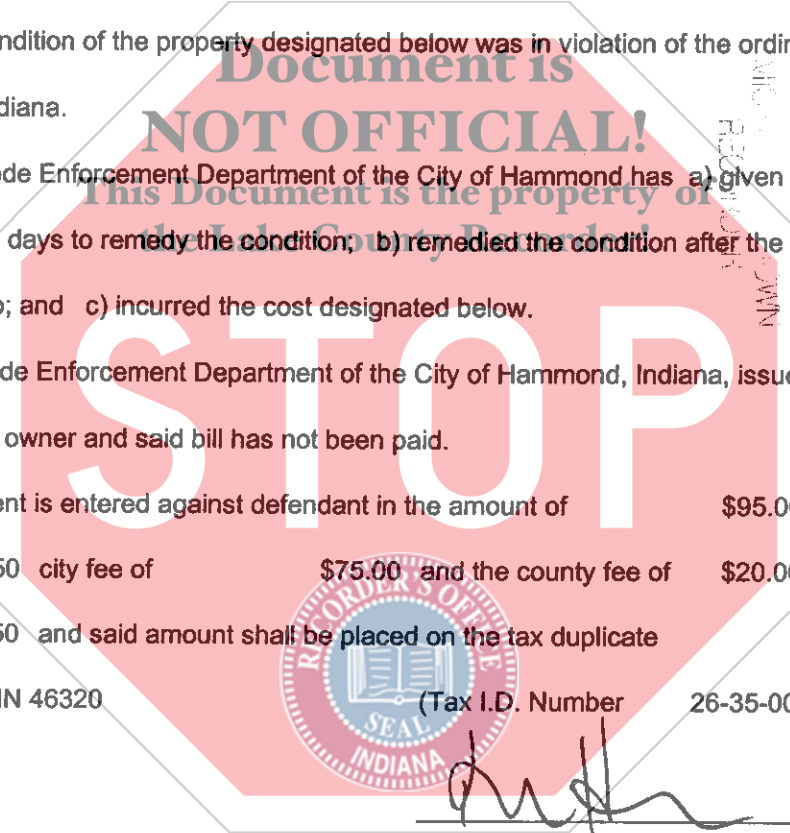 ndition of the property designated below was in violation of the ordin
Document is
diana.
NOT OFFICIAL!
de Enforcement Department of the City of Hammond has a) given
This Document is the property of
the Lake County Recorder!
days to remedy the condition; b) remedied the condition after the
; and c) incurred the cost designated below.
de Enforcement Department of the City of Hammond, Indiana, issue
STOP
owner and said bill has not been paid.
nt is entered against defendant in the amount of $95.00
50 city fee of $75.00 and the county fee of $20.00
50 and said amount shall be placed on the tax duplicate
IN 46320 (Tax I.D. Number 26-35-00
RECORDER'S OFFICE
SEAL
INDIANA